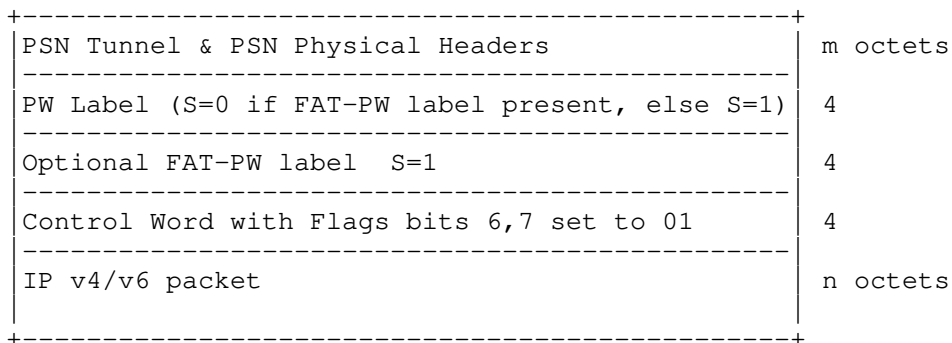 +------------------------------------------------+
|PSN Tunnel & PSN Physical Headers               | m octets
|------------------------------------------------|
|PW Label (S=0 if FAT-PW label present, else S=1)| 4
|------------------------------------------------|
|Optional FAT-PW label  S=1                      | 4
|------------------------------------------------|
|Control Word with Flags bits 6,7 set to 01      | 4
|------------------------------------------------|
|IP v4/v6 packet                                 | n octets
|                                                |
+------------------------------------------------+